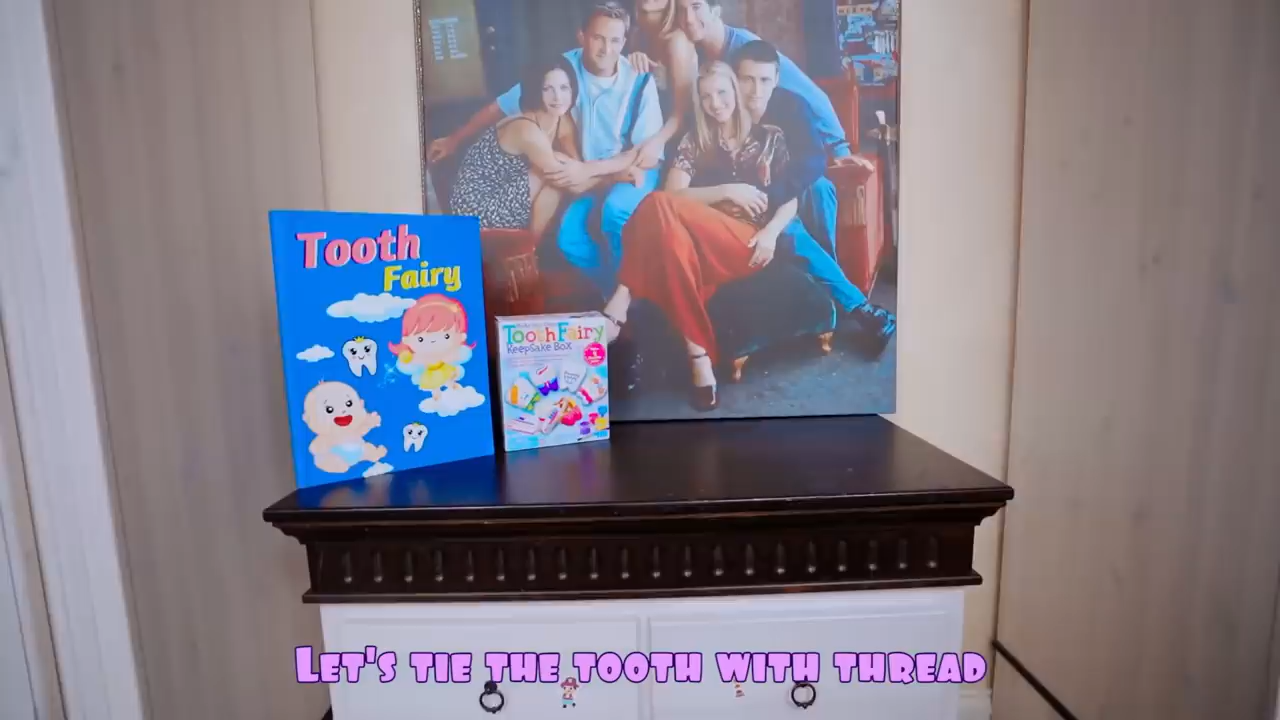 Tooth
Fairy
Tooth Fairy
Keepsake Box
LET'S TIE THE TOOTH WITH THREAD